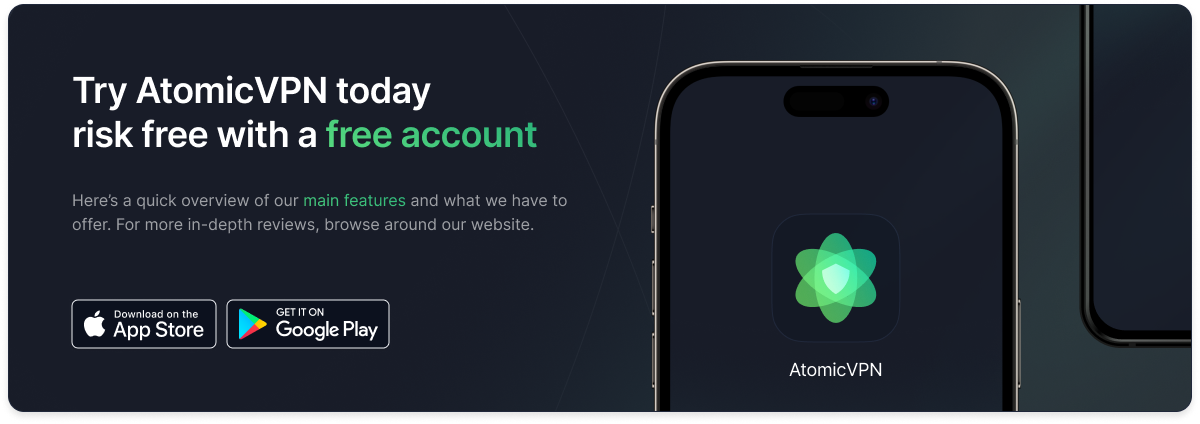 Try AtomicVPN today
risk free with a free account
Here’s a quick overview of our main features and what we have to
offer. For more in-depth reviews, browse around our website.
Download on the
App Store
GET IT ON
Google Play
AtomicVPN